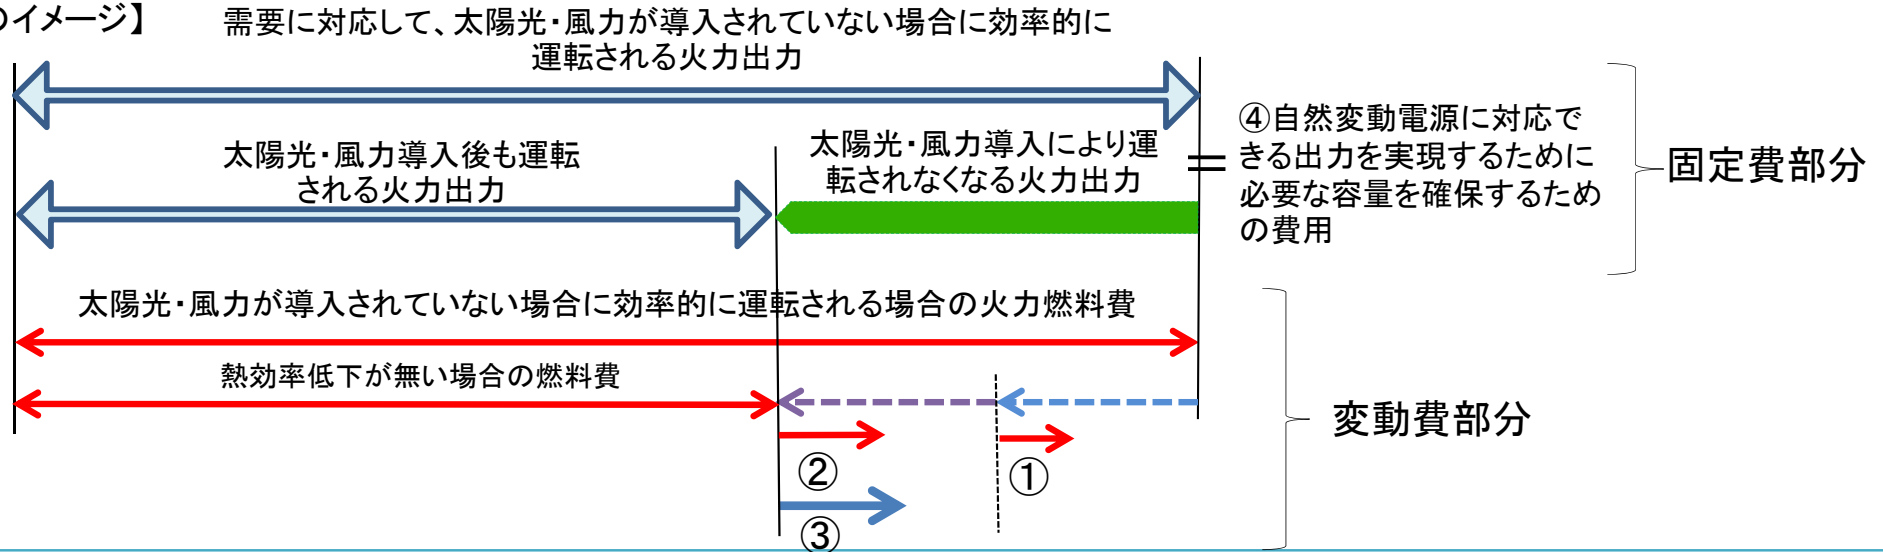 のイメージ】
需要に対応して、太陽光・風力が導入されていない場合に効率的に
運転される火力出力
太陽光・風力導入後も運転
される火力出力
太陽光・風力導入により運
転されなくなる火力出力
=
④自然変動電源に対応で
きる出力を実現するために
必要な容量を確保するため
の費用
固定費部分
太陽光・風力が導入されていない場合に効率的に運転される場合の火力燃料費
熱効率低下が無い場合の燃料費
変動費部分
②
①
③